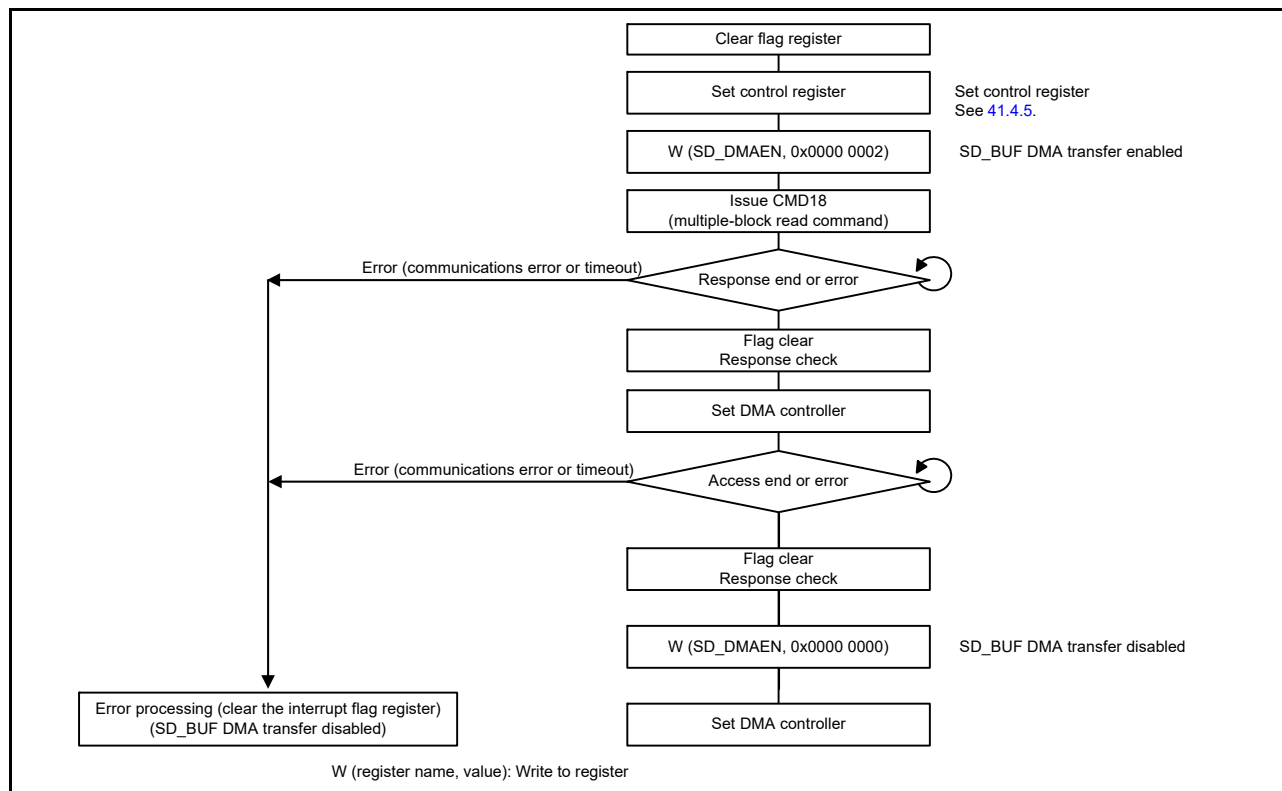 Clear flag register
Set control register
Set control register
See 41.4.5.
W (SD_DMAEN, 0x0000 0002)
SD_BUF DMA transfer enabled
Issue CMD18
(multiple-block read command)
Error (communications error or timeout)
Response end or error
Flag clear
Response check
Set DMA controller
Error (communications error or timeout)
Access end or error
Flag clear
Response check
W (SD_DMAEN, 0x0000 0000)
SD_BUF DMA transfer disabled
Error processing (clear the interrupt flag register)
(SD_BUF DMA transfer disabled)
Set DMA controller
W (register name, value): Write to register